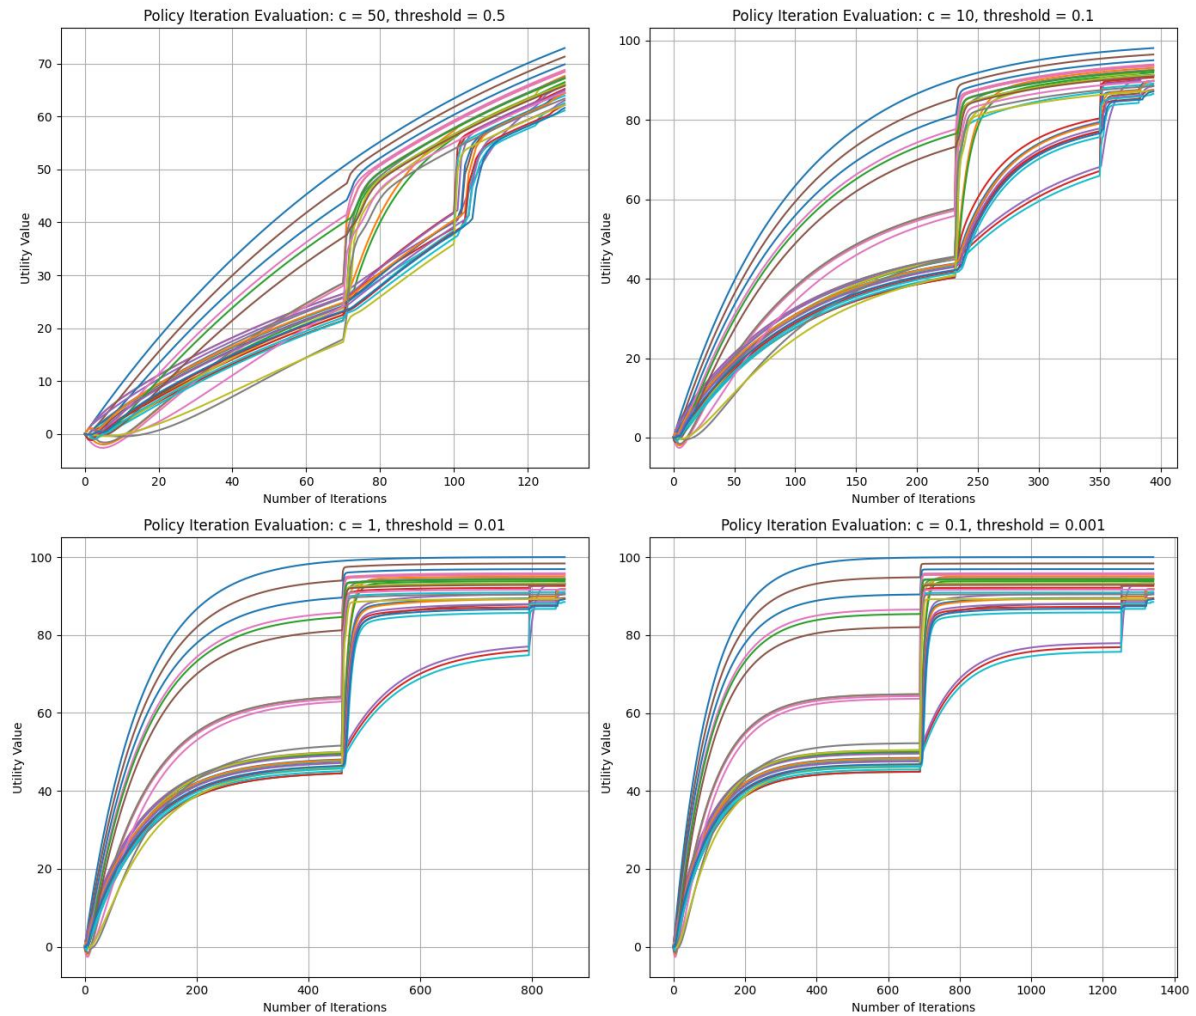 Policy Iteration Evaluation: c = 50, threshold = 0.5
70
60
50
40
30
20
10
0
Utility Value
0 20 40 60 80 100 120
Number of Iterations
Policy Iteration Evaluation: c = 10, threshold = 0.1
100
80
60
40
20
0
Utility Value
0 50 100 150 200 250 300 350 400
Number of Iterations
Policy Iteration Evaluation: c = 1, threshold = 0.01
100
80
60
40
20
0
Utility Value
0 200 400 600 800
Number of Iterations
Policy Iteration Evaluation: c = 0.1, threshold = 0.001
100
80
60
40
20
0
Utility Value
0 200 400 600 800 1000 1200 1400
Number of Iterations